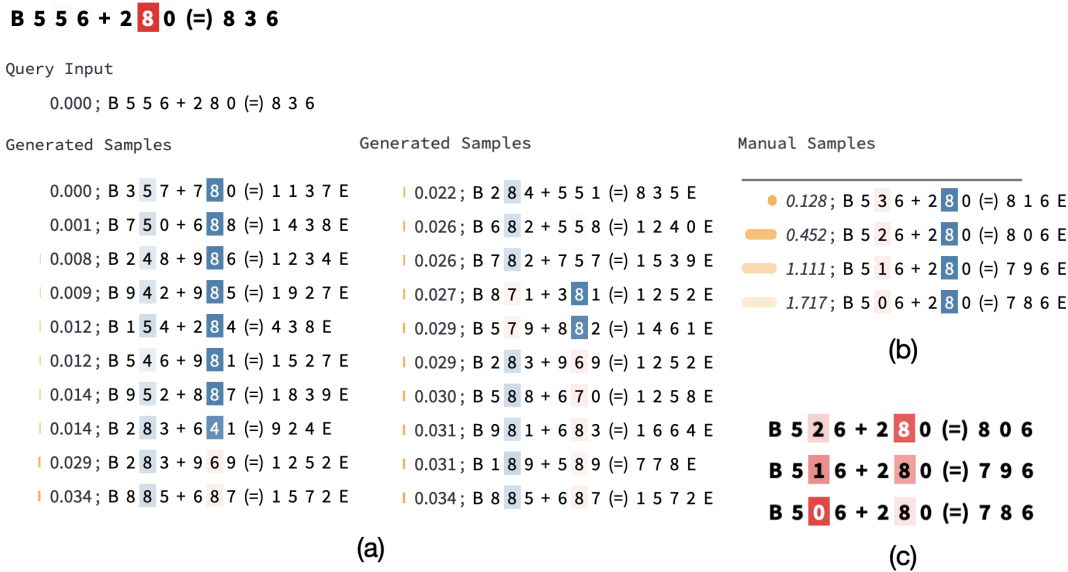 B 5 5 6 + 2 8 0 (=) 8 3 6
Query Input
0.000; B 5 5 6 + 2 8 0 (=) 8 3 6
Generated Samples
0.000; B 3 5 7 + 7 8 0 (=) 1 1 3 7 E
0.001; B 7 5 0 + 6 8 8 (=) 1 4 3 8 E
0.008; B 2 4 8 + 9 8 6 (=) 1 2 3 4 E
0.009; B 9 4 2 + 9 8 5 (=) 1 9 2 7 E
0.012; B 1 5 4 + 2 8 4 (=) 4 3 8 E
0.012; B 5 4 6 + 9 8 1 (=) 1 5 2 7 E
0.014; B 9 5 2 + 8 8 7 (=) 1 8 3 9 E
0.014; B 2 8 3 + 6 4 1 (=) 9 2 4 E
0.029; B 2 8 3 + 9 6 9 (=) 1 2 5 2 E
0.034; B 8 8 5 + 6 8 7 (=) 1 5 7 2 E
Generated Samples
0.022; B 2 8 4 + 5 5 1 (=) 8 3 5 E
0.026; B 6 8 2 + 5 5 8 (=) 1 2 4 0 E
0.026; B 7 8 2 + 7 5 7 (=) 1 5 3 9 E
0.027; B 8 7 1 + 3 8 1 (=) 1 2 5 2 E
0.029; B 5 7 9 + 8 8 2 (=) 1 4 6 1 E
0.029; B 2 8 3 + 9 6 9 (=) 1 2 5 2 E
0.030; B 5 8 8 + 6 7 0 (=) 1 2 5 8 E
0.031; B 9 8 1 + 6 8 3 (=) 1 6 6 4 E
0.031; B 1 8 9 + 5 8 9 (=) 7 7 8 E
0.034; B 8 8 5 + 6 8 7 (=) 1 5 7 2 E
(a)
Manual Samples
0.128; B 5 3 6 + 2 8 0 (=) 8 1 6 E
0.452; B 5 2 6 + 2 8 0 (=) 8 0 6 E
1.111; B 5 1 6 + 2 8 0 (=) 7 9 6 E
1.717; B 5 0 6 + 2 8 0 (=) 7 8 6 E
(b)
B 5 2 6 + 2 8 0 (=) 8 0 6
B 5 1 6 + 2 8 0 (=) 7 9 6
B 5 0 6 + 2 8 0 (=) 7 8 6
(c)